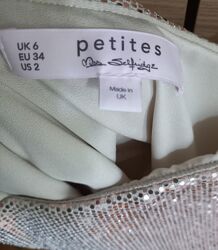 UK 6
EU 34
US 2
petites
Miss Selfridge
Made in
UK